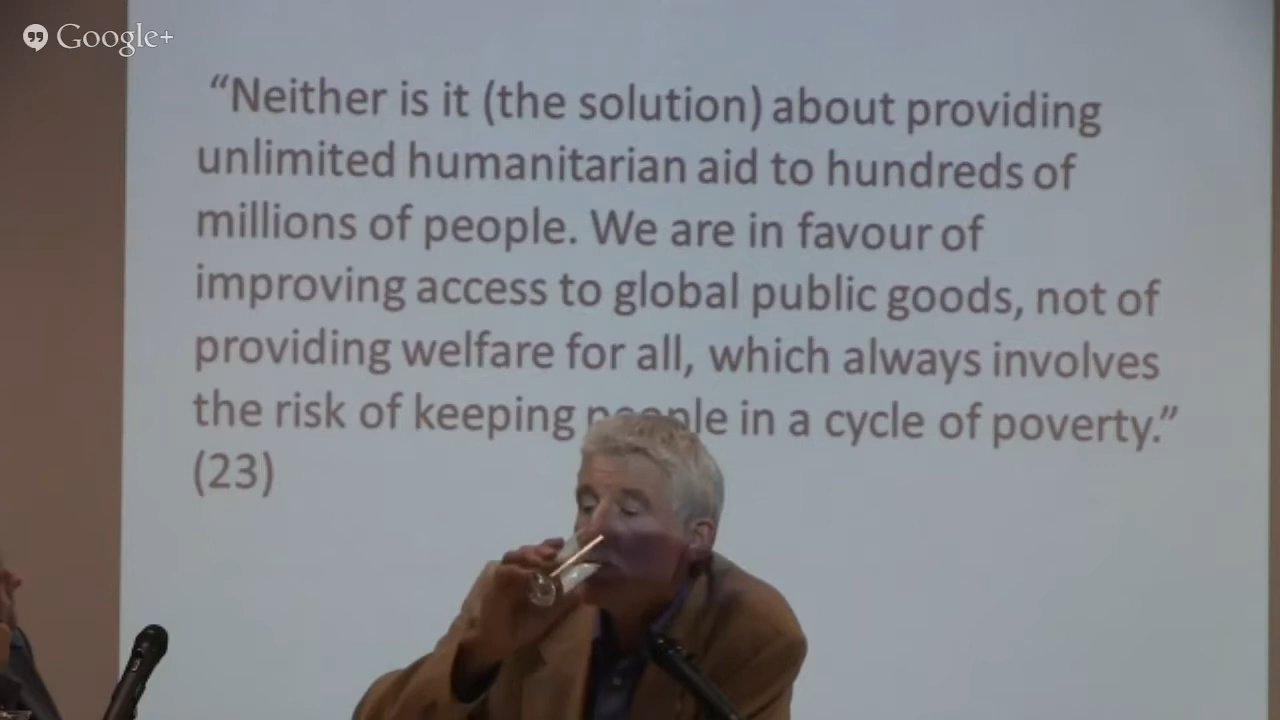 Google+
“Neither is it (the solution) about providing
unlimited humanitarian aid to hundreds of
millions of people. We are in favour of
improving access to global public goods, not of
providing welfare for all, which always involves
the risk of keeping people in a cycle of poverty.”
(23)